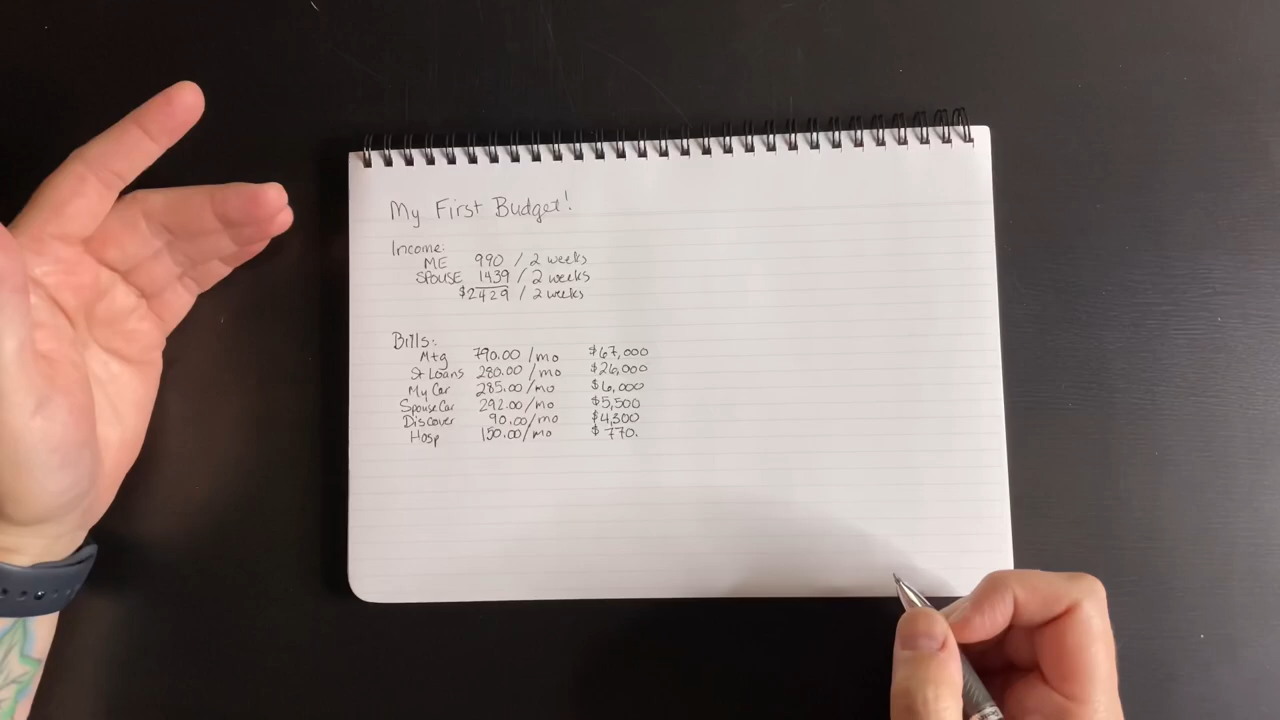 My First Budget!
Income:
ME 990 / 2 weeks
SPOUSE 1439 / 2 weeks
$2429 / 2 weeks
Bills:
Mtg 790.00 /mo $67,000
St Loans 280.00 /mo $26,000
My Car 285.00/mo $6,000
Spouse Car 292.00/mo $5,500
Discover 90.00/mo $4,300
Hosp 150.00/mo $770.